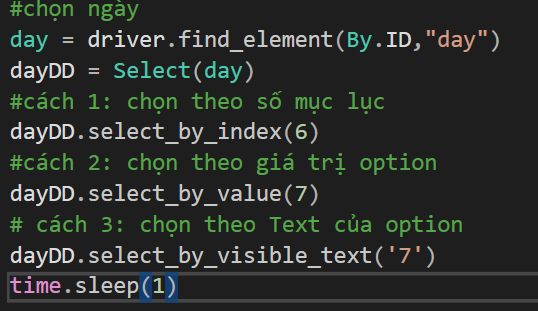 #chọn ngày
day = driver.find_element(By.ID,"day")
dayDD = Select(day)
#cách 1: chọn theo số mục lục
dayDD.select_by_index(6)
#cách 2: chọn theo giá trị option
dayDD.select_by_value(7)
# cách 3: chọn theo Text của option
dayDD.select_by_visible_text('7')
time.sleep(1)